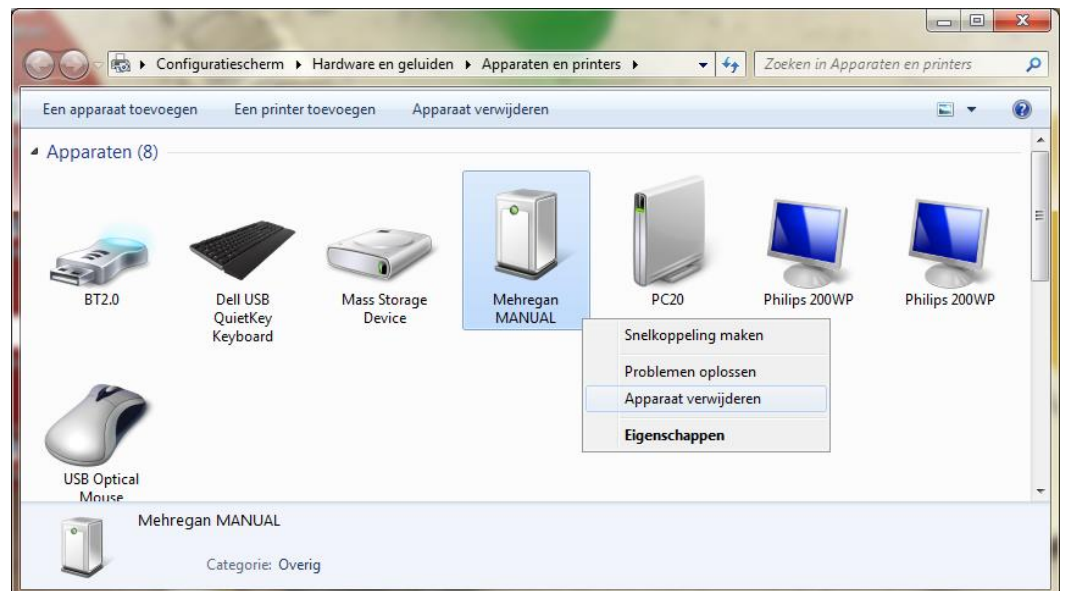 Configuratiescherm Hardware en geluiden Apparaten en printers
Zoeken in Apparaten en printers
Een apparaat toevoegen Een printer toevoegen Apparaat verwijderen
Apparaten (8)
BT2.0
Dell USB
QuietKey
Keyboard
Mass Storage
Device
Mehregan
MANUAL
PC20
Philips 200WP
Philips 200WP
Snelkoppeling maken
Problemen oplossen
Apparaat verwijderen
Eigenschappen
USB Optical
Mouse
Mehregan MANUAL
Categorie: Overig